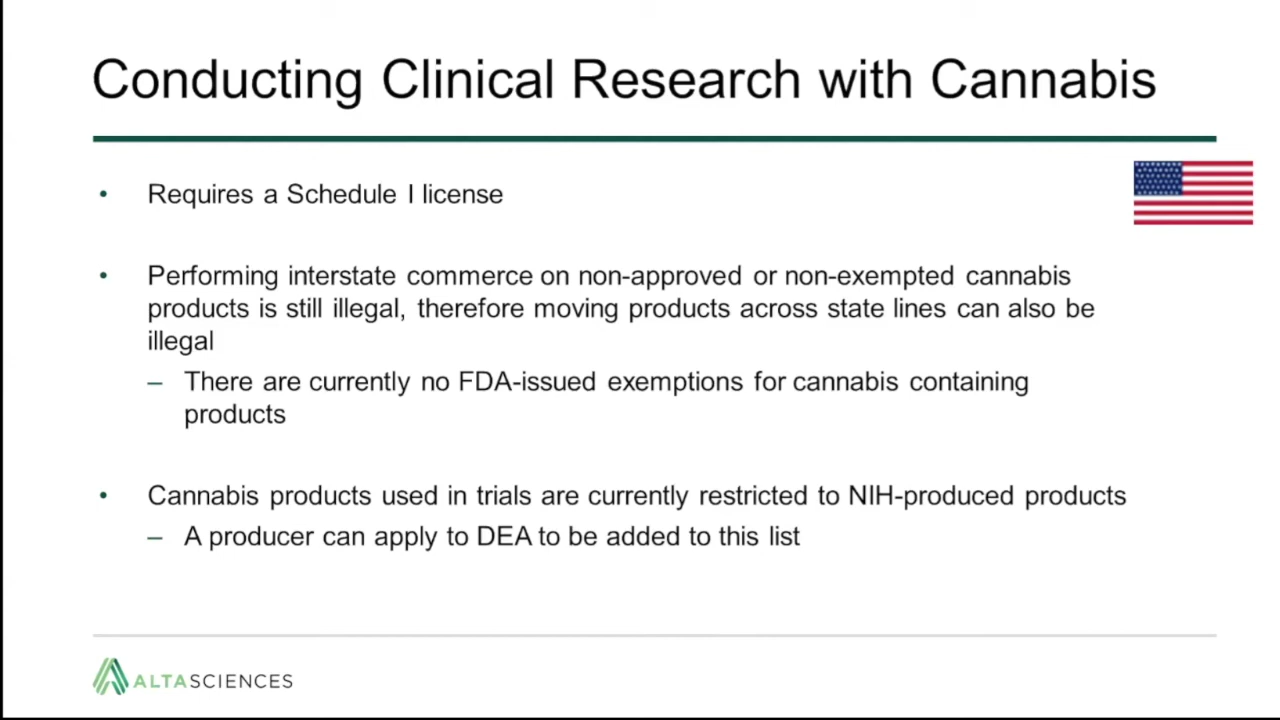 Conducting Clinical Research with Cannabis
• Requires a Schedule I license
• Performing interstate commerce on non-approved or non-exempted cannabis
products is still illegal, therefore moving products across state lines can also be
illegal
– There are currently no FDA-issued exemptions for cannabis containing
products
• Cannabis products used in trials are currently restricted to NIH-produced products
– A producer can apply to DEA to be added to this list
ALTASCIENCES